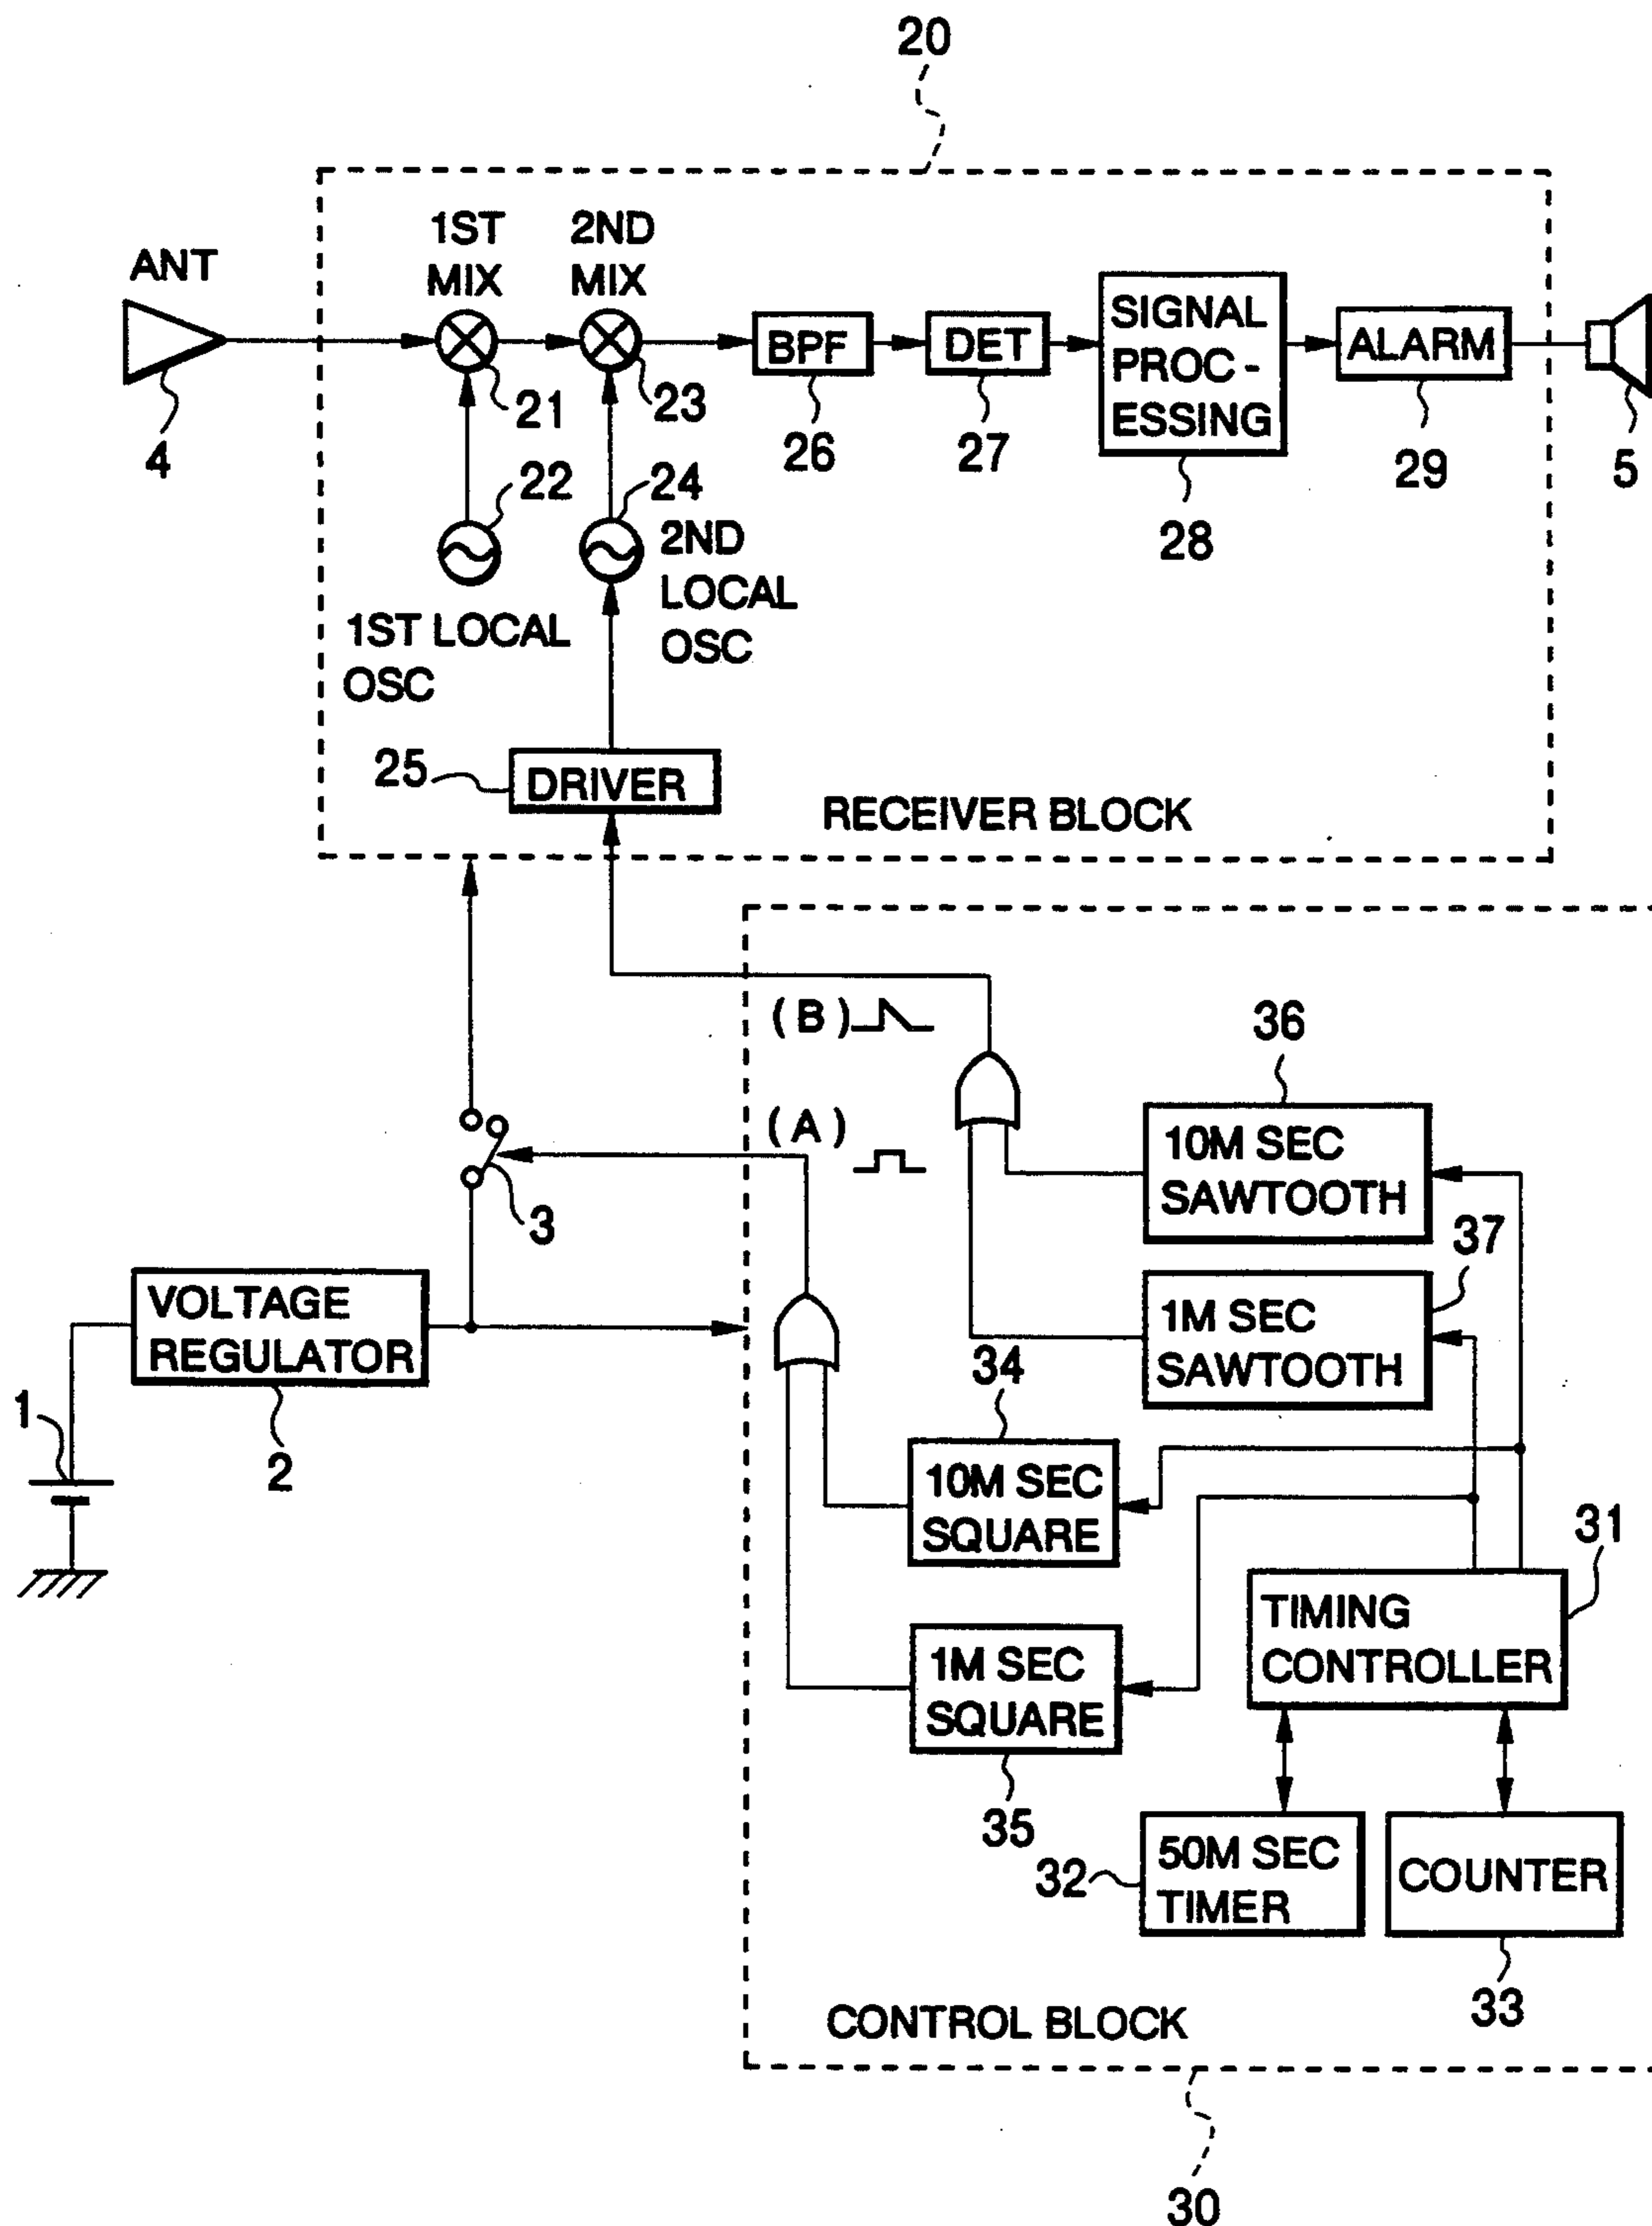 20
ANT
1ST
MIX
2ND
MIX
BPF
DET
SIGNAL
PROC -
ESSING
ALARM
4
21
23
26
27
28
29
5
22
24
1ST LOCAL
OSC
2ND
LOCAL
OSC
25
DRIVER
RECEIVER BLOCK
(B)
36
(A)
10M SEC
SAWTOOTH
3
37
VOLTAGE
REGULATOR
1M SEC
SAWTOOTH
34
1
2
10M SEC
SQUARE
31
TIMING
CONTROLLER
1M SEC
SQUARE
35
32
50M SEC
TIMER
COUNTER
33
CONTROL BLOCK
30